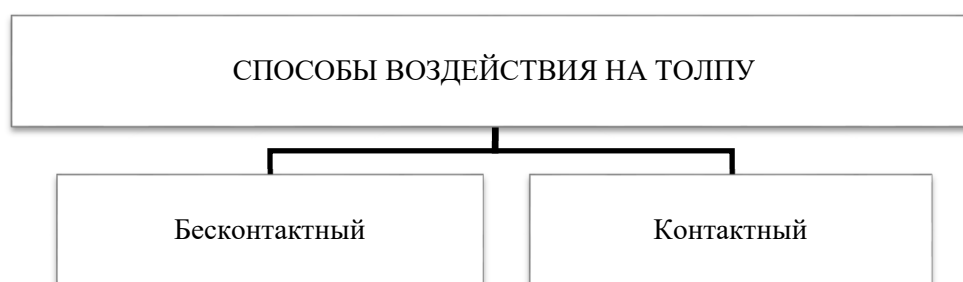 СПОСОБЫ ВОЗДЕЙСТВИЯ НА ТОЛПУ
Бесконтактный
Контактный